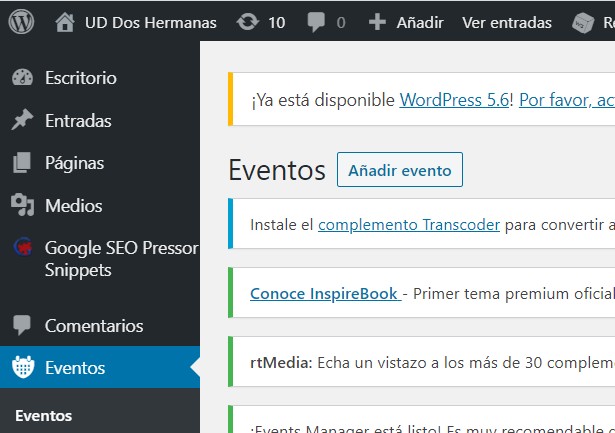 UD Dos Hermanas 10 0 Añadir Ver entradas
Escritorio
Entradas
Páginas
Medios
Google SEO Pressor
Snippets
Comentarios
Eventos
Eventos
¡Ya está disponible WordPress 5.6! Por favor, ac
Eventos Añadir evento
Instale el complemento Transcoder para convertir a
Conoce InspireBook - Primer tema premium oficial
rtMedia: Echa un vistazo a los más de 30 complem
¡Events Manager está listo! Es muy recomendable